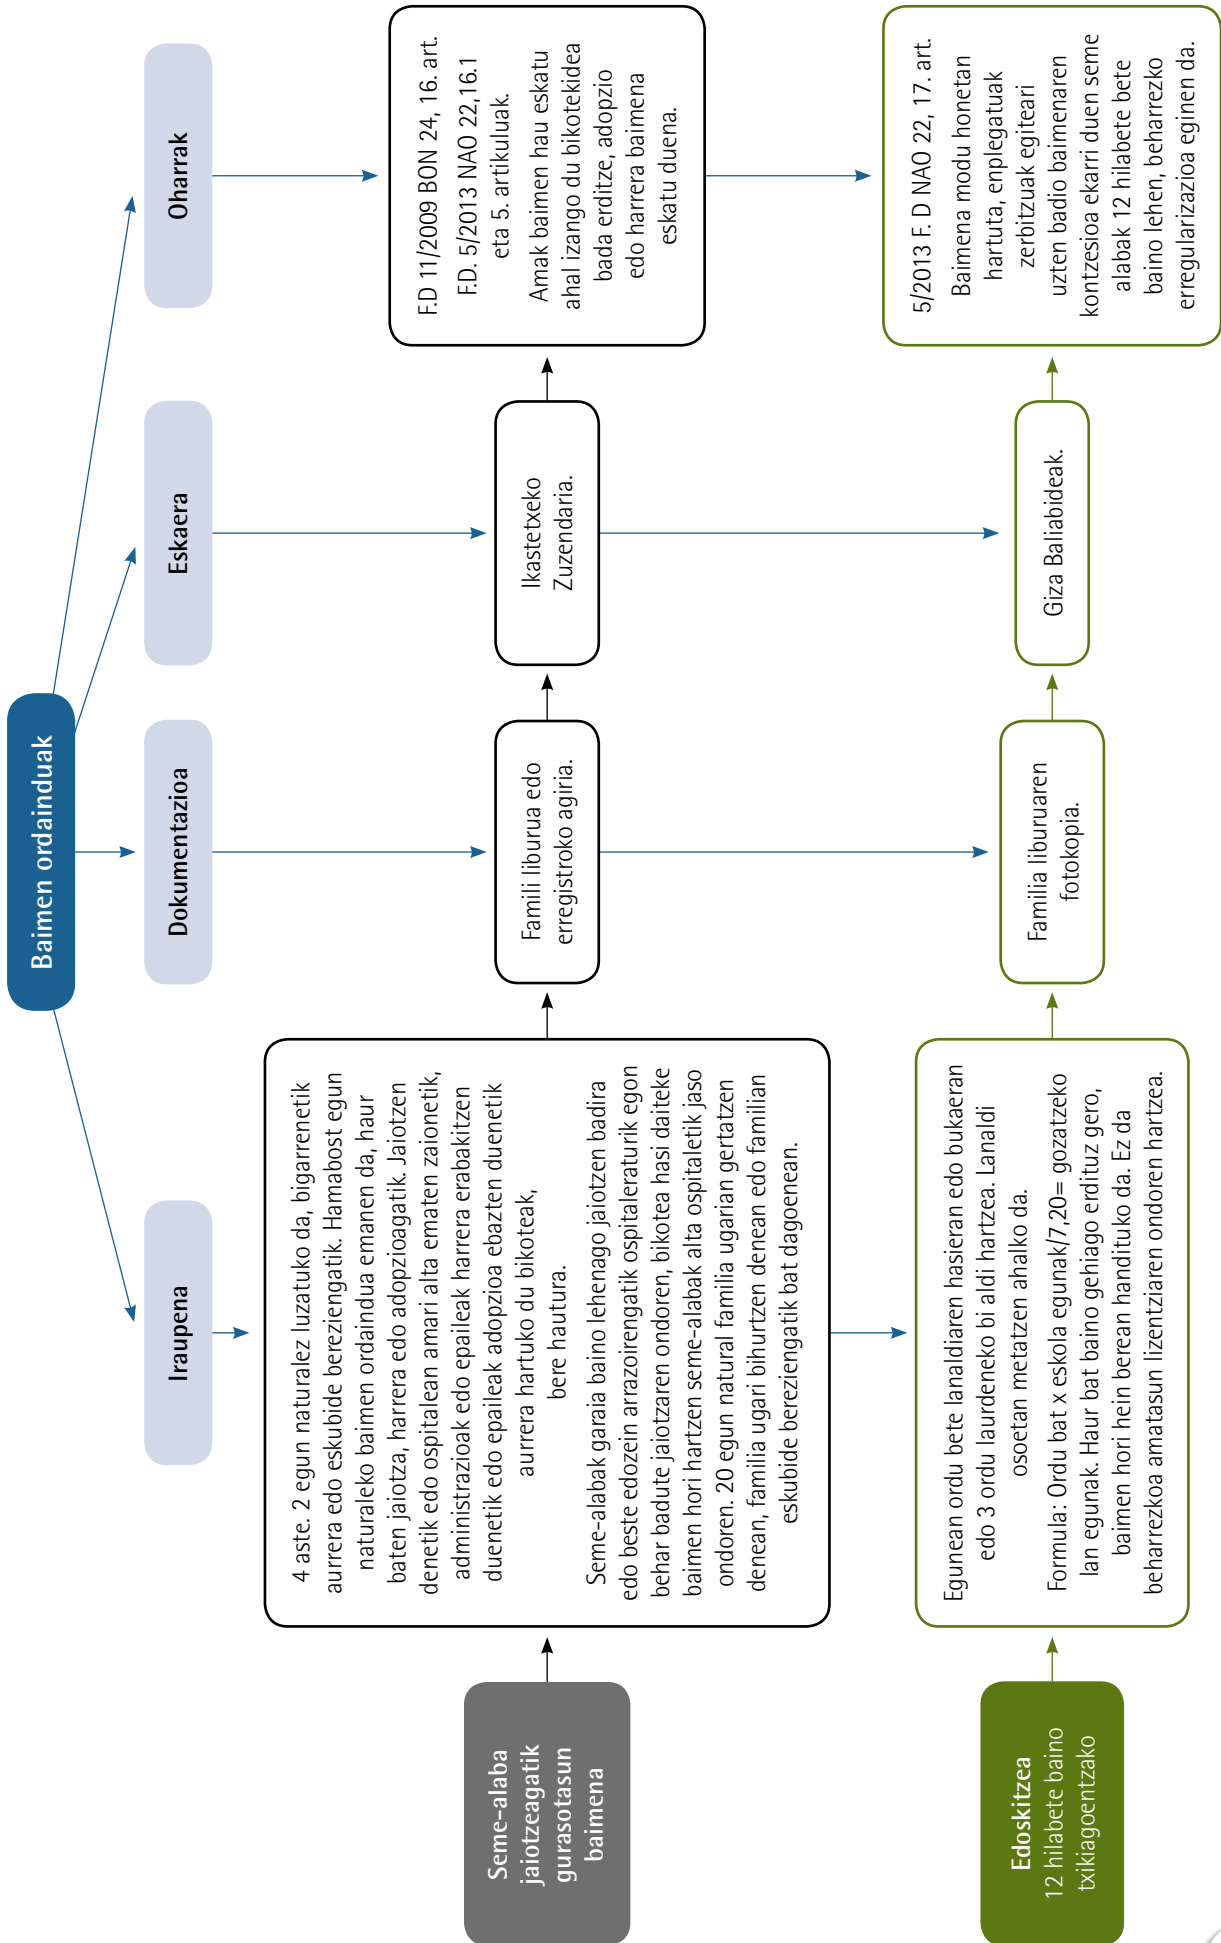 Baimen ordainduak
Iraupena
Dokumentazioa
Eskaera
Oharrak
Seme-alaba
jaiotzeagatik
gurasotasun
baimena
4 aste. 2 egun naturalez luzatuko da, bigarrenetik
aurrera edo eskubide bereziengatik. Hamabost egun
naturaleko baimen ordaindua emanen da, haur
baten jaiotza, harrera edo adopzioagatik. Jaiotzen
denetik edo ospitalean amari alta ematen zaionetik,
administrazioak edo epaileak harrera erabakitzen
duenetik edo epaileak adopzioa ebazten duenetik
aurrera hartuko du bikoteak,
bere hautura.
Seme-alabak garaia baino lehenago jaiotzen badira
edo beste edozein arrazoirengatik ospitaleraturik egon
behar badute jaiotzaren ondoren, bikotea hasi daiteke
baimen hori hartzen seme-alabak alta ospitaletik jaso
ondoren. 20 egun natural familia ugarian gertatzen
denean, familia ugari bihurtzen denean edo familian
eskubide bereziengatik bat dagoenean.
Famili liburua edo
erregistroko agiria.
Ikastetxeko
Zuzendaria.
F.D 11/2009 BON 24, 16. art.
F.D. 5/2013 NAO 22,16.1
eta 5. artikuluak.
Amak baimen hau eskatu
ahal izango du bikotekidea
bada erditze, adopzio
edo harrera baimena
eskatu duena.
Edoskitzea
12 hilabete baino
txikiagoentzako
Egunean ordu bete lanaldiaren hasieran edo bukaeran
edo 3 ordu laurdeneko bi aldi hartzea. Lanaldi
osoetan metatzen ahalko da.
Formula: Ordu bat x eskola egunak/7,20= gozatzeko
lan egunak. Haur bat baino gehiago erdituz gero,
baimen hori hein berean handituko da. Ez da
beharrezkoa amatasun lizentziaren ondoren hartzea.
Familia liburuaren
fotokopia.
Giza Baliabideak.
5/2013 F. D NAO 22, 17. art.
Baimena modu honetan
hartuta, enplegatuak
zerbitzuak egiteari
uzten badio baimenaren
kontzesioa ekarri duen seme
alabak 12 hilabete bete
baino lehen, beharrezko
erregularizazioa eginen da.